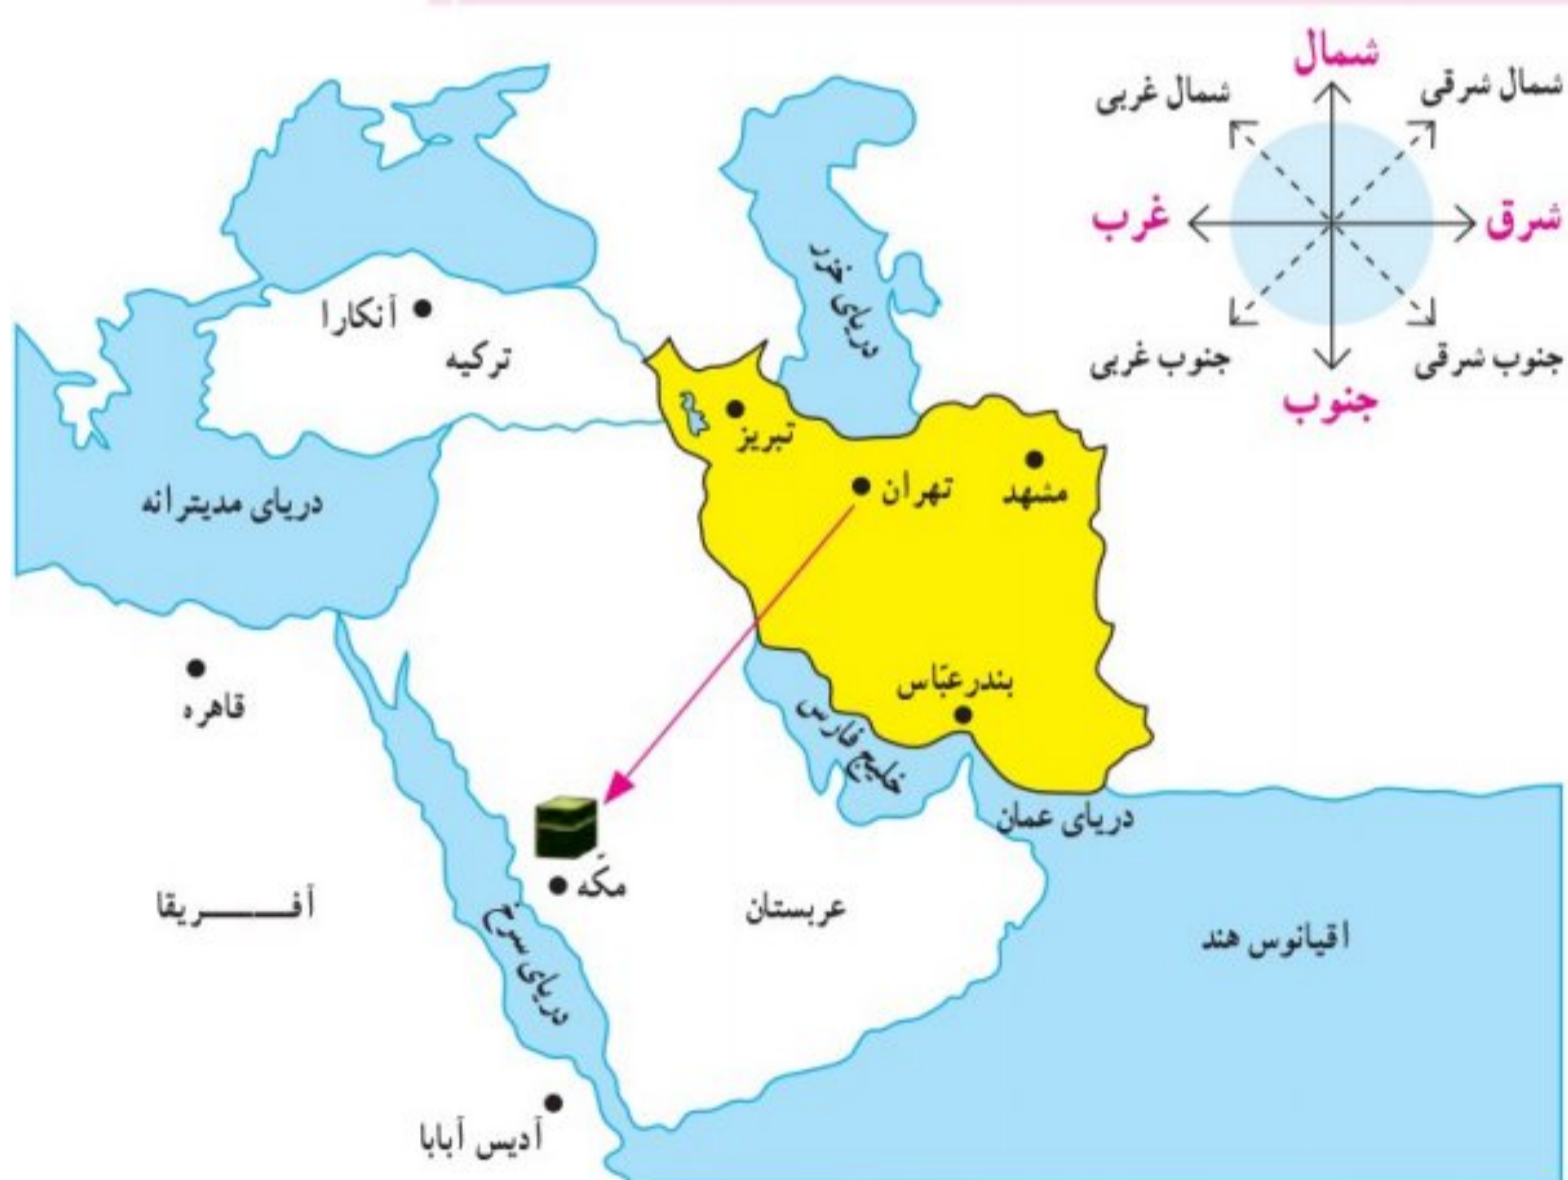 شمال
شمال غربی
شمال شرقی
غرب
شرق
جنوب غربی
جنوب شرقی
جنوب
دریای خزر
آنکارا
ترکیه
تبریز
تهران
مشهد
دریای مدیترانه
قاهره
بندرعبّاس
خلیج فارس
دریای عمان
مکّه
عربستان
آفـــــریقا
دریای سرخ
اقیانوس هند
آدیس آبابا